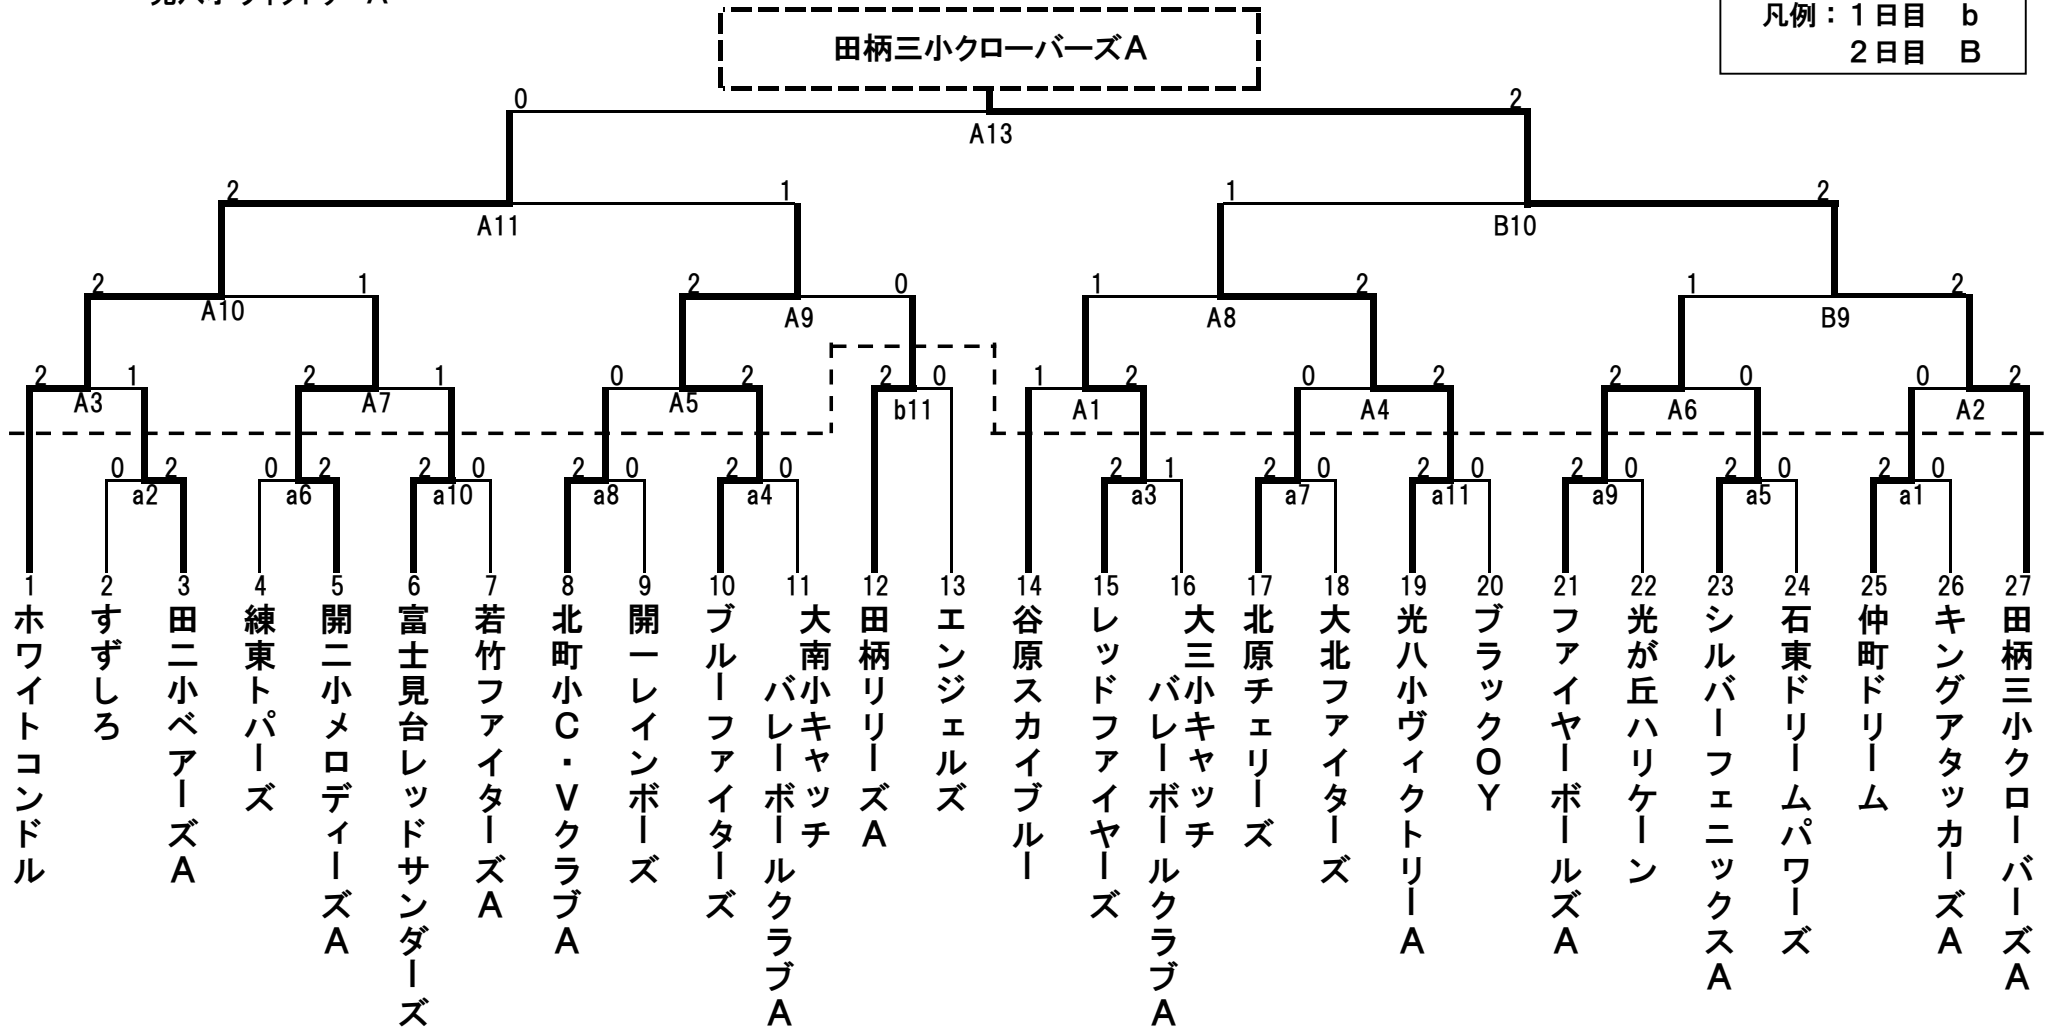 田柄三小クローバーズA
凡例：１日目　b
２日目　B
0 2
A13
2 1 1 2
A11 B10
2 1 2 0 1 2 1 2
A10 A9 A8 B9
2 1 2 1 0 2 2 0 1 2 0 2 2 0 0 2
A3 A7 A5 b11 A1 A4 A6 A2
0 2 0 2 2 0 2 0 2 0 2 1 2 0 2 0 2 0 2 0 2 0
a2 a6 a10 a8 a4 a3 a7 a11 a9 a5 a1
1 2 3 4 5 6 7 8 9 10 11 12 13 14 15 16 17 18 19 20 21 22 23 24 25 26 27
ホワイトコンドル
すずしろ
田二小ベアーズA
練東トパーズ
開二小メロディーズA
富士見台レッドサンダーズ
若竹ファイターズA
北町小C・VクラブA
開一レインボーズ
ブルーファイターズ
大南小キャッチ
バレーボールクラブA
田柄リリーズA
エンジェルズ
谷原スカイブルー
レッドファイヤーズ
大三小キャッチ
バレーボールクラブA
北原チェリーズ
大北ファイターズ
光八小ヴィクトリーA
ブラックOY
ファイヤーボールズA
光が丘ハリケーン
シルバーフェニックスA
石東ドリームパワーズ
仲町ドリーム
キングアタッカーズA
田柄三小クローバーズA